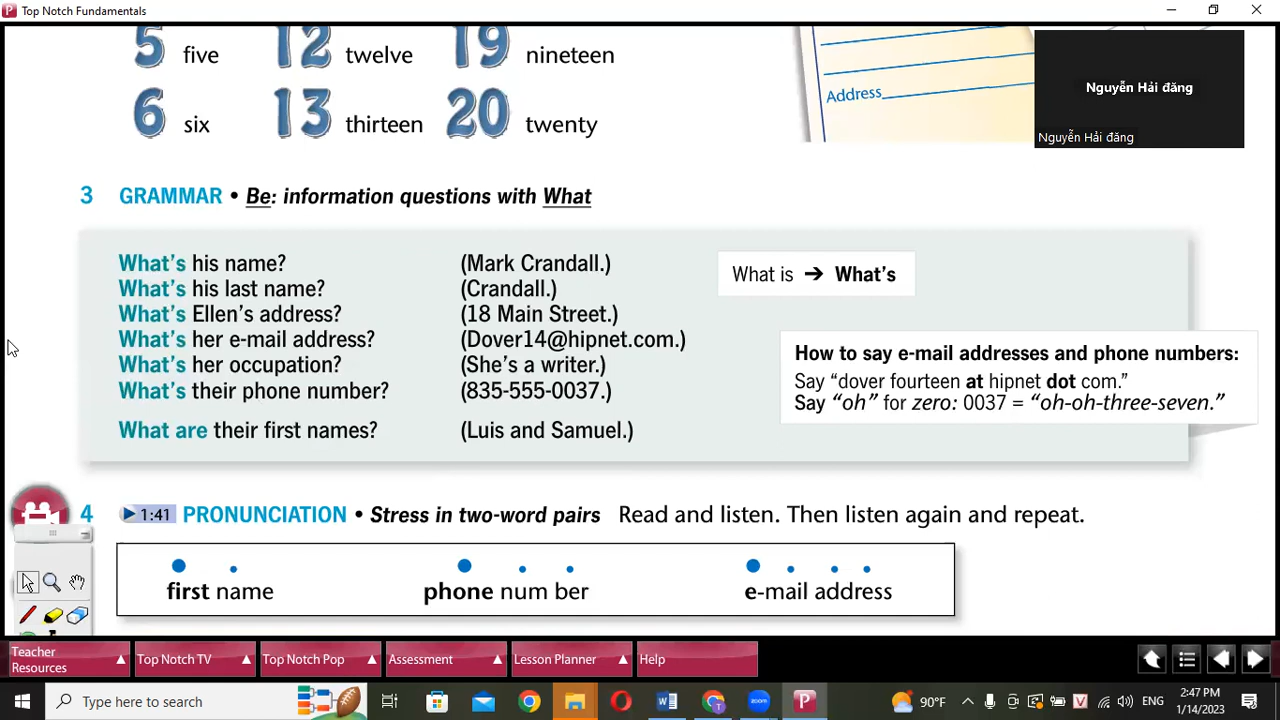 Top Notch Fundamentals
5 five 12 twelve 19 nineteen
6 six 13 thirteen 20 twenty
Address
Nguyễn Hải đăng
Nguyễn Hải đăng
3 GRAMMAR • Be: information questions with What
What's his name? (Mark Crandall.)
What's his last name? (Crandall.)
What's Ellen's address? (18 Main Street.)
What's her e-mail address? (Dover14@hipnet.com.)
What's her occupation? (She's a writer.)
What's their phone number? (835-555-0037.)
What are their first names? (Luis and Samuel.)
What is → What's
How to say e-mail addresses and phone numbers:
Say “dover fourteen at hipnet dot com.”
Say “oh” for zero: 0037 = “oh-oh-three-seven.”
4 1:41 PRONUNCIATION • Stress in two-word pairs Read and listen. Then listen again and repeat.
first name phone num ber e-mail address
Teacher Resources Top Notch TV Top Notch Pop Assessment Lesson Planner Help
Type here to search
90°F
ENG
2:47 PM
1/14/2023